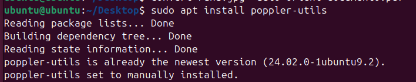 ubuntu@ubuntu:~/Desktop$ sudo apt install poppler-utils
Reading package lists... Done
Building dependency tree... Done
Reading state information... Done
poppler-utils is already the newest version (24.02.0-1ubuntu9.2).
poppler-utils set to manually installed.